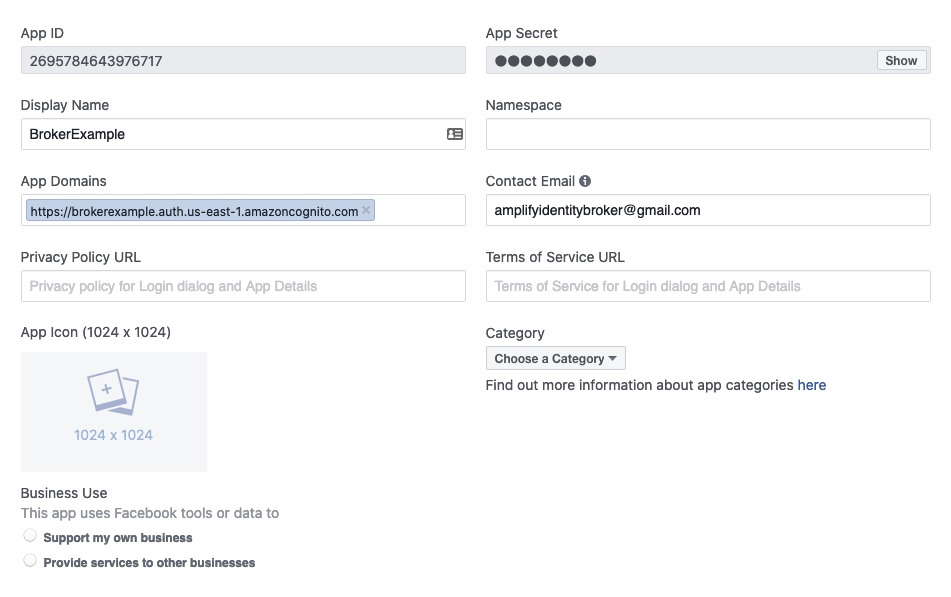 App ID
App Secret
2695784643976717
●●●●●●●●
Show
Display Name
Namespace
BrokerExample
App Domains
Contact Email
https://brokerexample.auth.us-east-1.amazoncognito.com ×
amplifyidentitybroker@gmail.com
Privacy Policy URL
Terms of Service URL
Privacy policy for Login dialog and App Details
Terms of Service for Login dialog and App Details
App Icon (1024 x 1024)
Category
Choose a Category
Find out more information about app categories here
1024 x 1024
Business Use
This app uses Facebook tools or data to
Support my own business
Provide services to other businesses